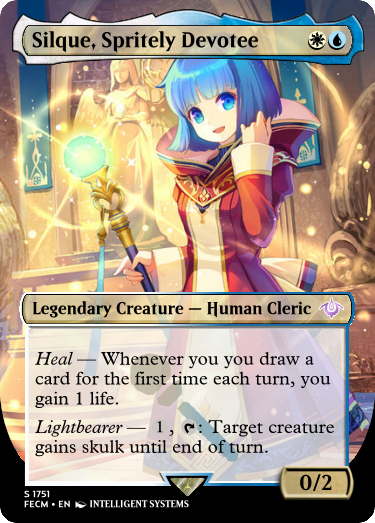 Silque, Spritely Devotee
Legendary Creature — Human Cleric
Heal — Whenever you you draw a
card for the first time each turn, you
gain 1 life.
Lightbearer — 1 , : Target creature
gains skulk until end of turn.
0/2
S 1751
FECM • EN INTELLIGENT SYSTEMS